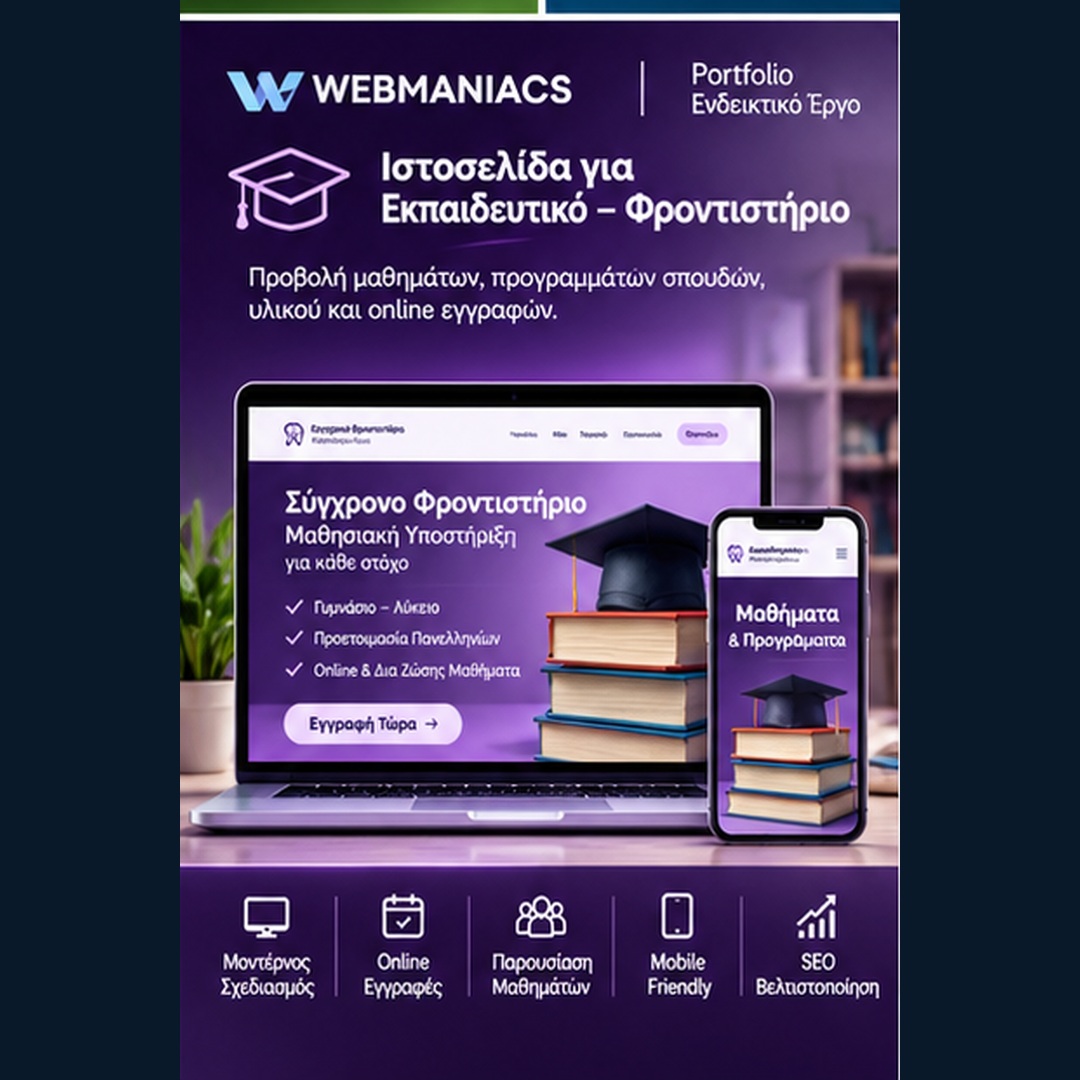 WEBMANIACS
Portfolio
Ενδεικτικό Έργο
Ιστοσελίδα για
Εκπαιδευτικό – Φροντιστήριο
Προβολή μαθημάτων, προγραμμάτων σπουδών,
υλικού και online εγγραφών.
Σύγχρονο Φροντιστήριο
Μαθησιακή Υποστήριξη
για κάθε στόχο
Γυμνάσιο – Λύκειο
Προετοιμασία Πανελληνίων
Online & Δια Ζώσης Μαθήματα
Εγγραφή Τώρα →
Μαθήματα
& Προγράματα
Μοντέρνος
Σχεδιασμός
Online
Εγγραφές
Παρουσίαση
Μαθημάτών
Mobile
Friendly
SEO
Βελτιστοποίηση